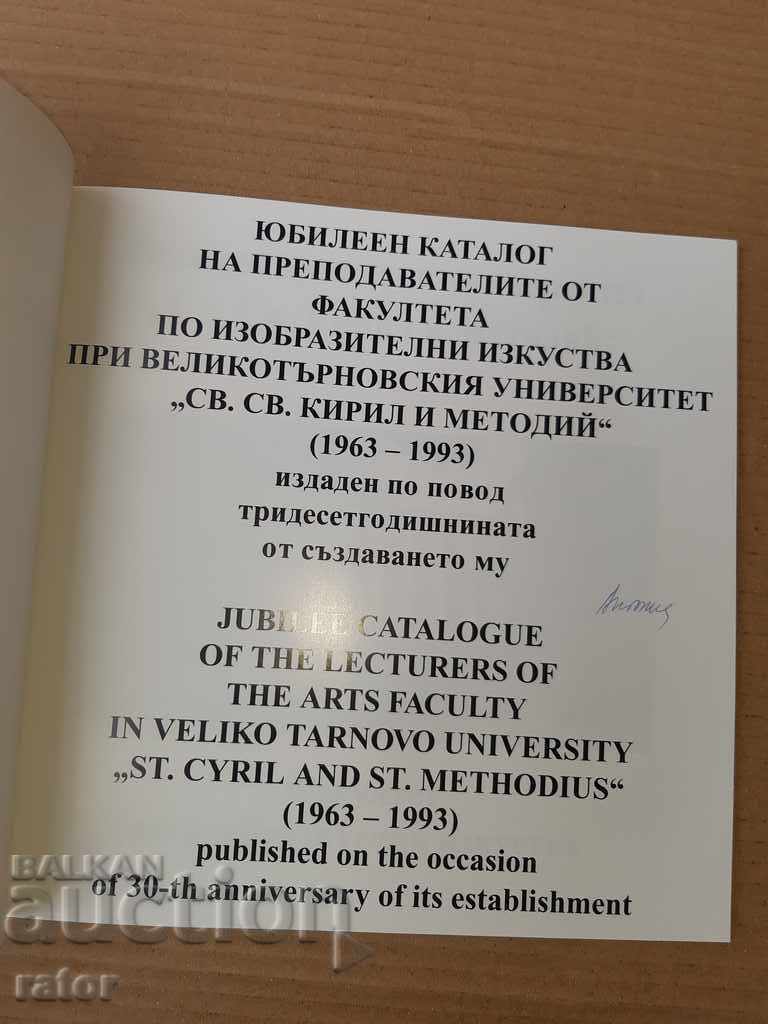 ЮБИЛЕЕН КАТАЛОГ
НА ПРЕПОДАВАТЕЛИТЕ ОТ
ФАКУЛТЕТА
ПО ИЗОБРАЗИТЕЛНИ ИЗКУСТВА
ПРИ ВЕЛИКОТЪРНОВСКИЯ УНИВЕРСИТЕТ
„СВ. СВ. КИРИЛ И МЕТОДИЙ“
(1963 – 1993)
издаден по повод
тридесетгодишнината
от създаването му
JUBILEE CATALOGUE
OF THE LECTURERS OF
THE ARTS FACULTY
IN VELIKO TARNOVO UNIVERSITY
„ST. CYRIL AND ST. METHODIUS“
(1963 – 1993)
published on the occasion
of 30-th anniversary of its establishment
BALKAN
auction
rator